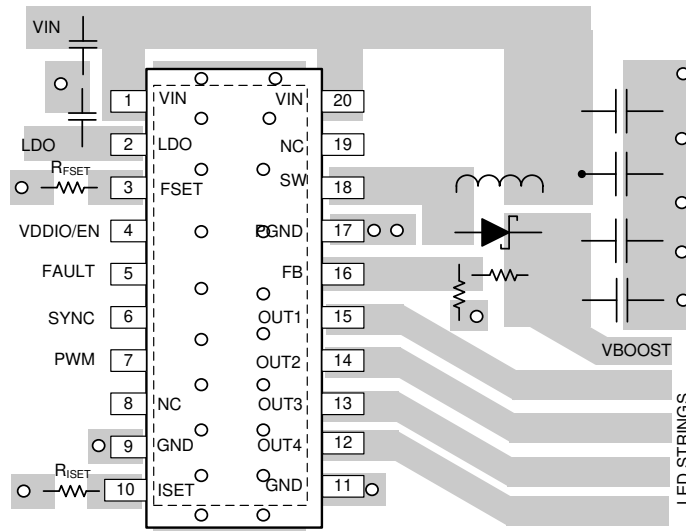 VIN
1 VIN VIN 20
LDO 2 LDO NC 19
RFSET
3 FSET SW 18
VDDIO/EN 4 PGND 17
FAULT 5 FB 16
SYNC 6 OUT1 15
PWM 7 OUT2 14
8 NC OUT3 13
9 GND OUT4 12
RISET
10 ISET GND 11
VBOOST
LED STRINGS